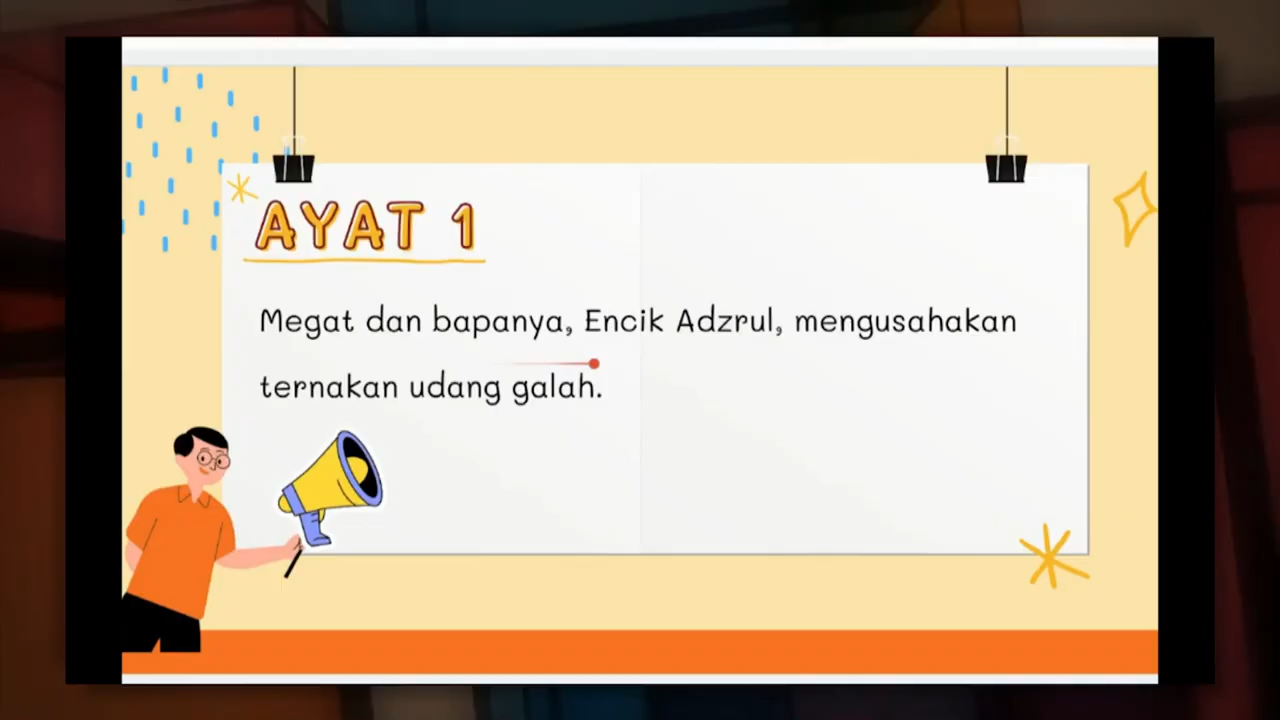 AYAT 1
Megat dan bapanya, Encik Adzrul, mengusahakan
ternakan udang galah.